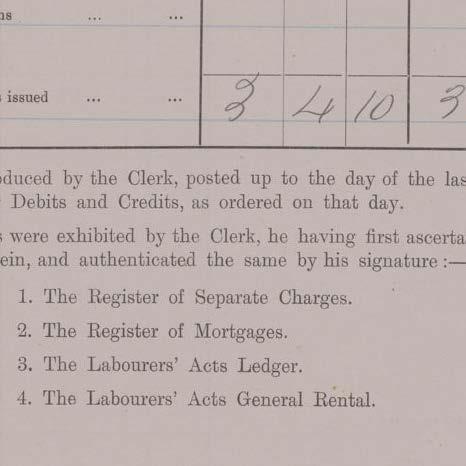 ns ... ...
s issued ... ... 3 4 10 3
oduced by the Clerk, posted up to the day of the las
Debits and Credits, as ordered on that day.
s were exhibited by the Clerk, he having first ascerta
ein, and authenticated the same by his signature :—
1. The Register of Separate Charges.
2. The Register of Mortgages.
3. The Labourers' Acts Ledger.
4. The Labourers' Acts General Rental.